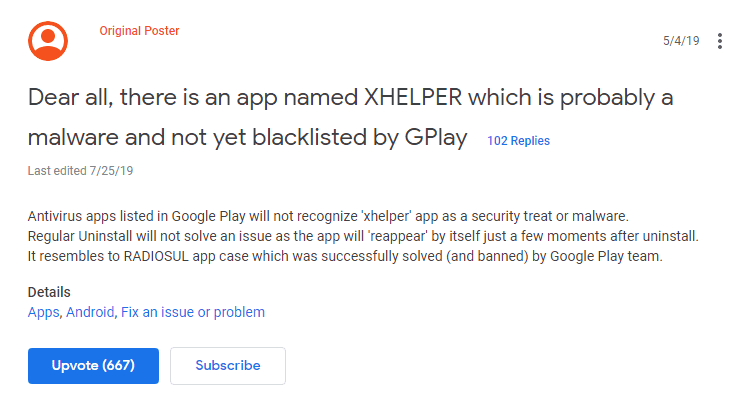 Original Poster
5/4/19
Dear all, there is an app named XHELPER which is probably a
malware and not yet blacklisted by GPlay 102 Replies
Last edited 7/25/19
Antivirus apps listed in Google Play will not recognize 'xhelper' app as a security treat or malware.
Regular Uninstall will not solve an issue as the app will 'reappear' by itself just a few moments after uninstall.
It resembles to RADIOSUL app case which was successfully solved (and banned) by Google Play team.
Details
Apps, Android, Fix an issue or problem
Upvote (667) Subscribe